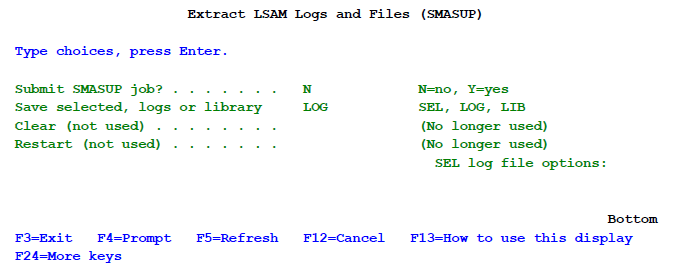 Extract LSAM Logs and Files (SMASUP)
Type choices, press Enter.
Submit SMASUP job? . . . . . . . N N=no, Y=yes
Save selected, logs or library LOG SEL, LOG, LIB
Clear (not used) . . . . . . . . (No longer used)
Restart (not used) . . . . . . . (No longer used)
SEL log file options:
Bottom
F3=Exit F4=Prompt F5=Refresh F12=Cancel F13=How to use this display
F24=More keys